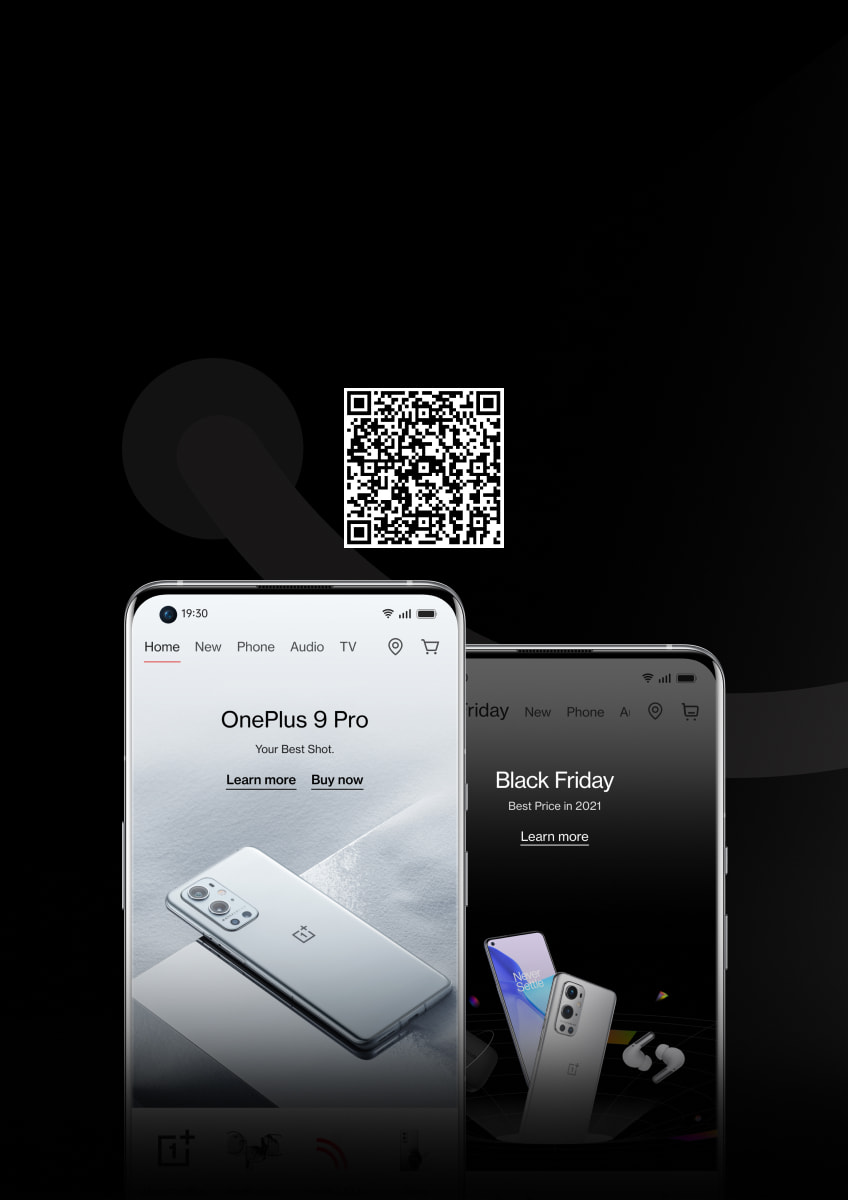 19:30
Home New Phone Audio TV
OnePlus 9 Pro
Your Best Shot.
Learn more Buy now
riday New Phone
Black Friday
Best Price in 2021
Learn more
Never
Settle